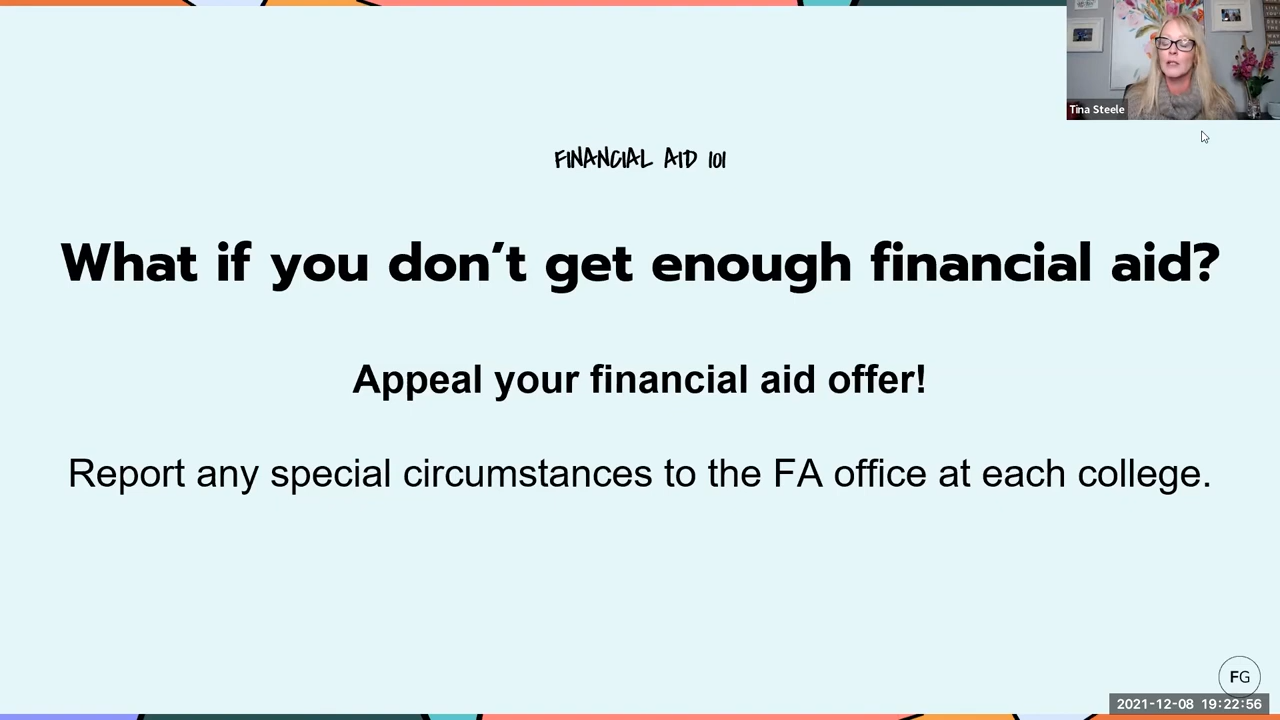 Tina Steele
FINANCIAL AID 101
What if you don't get enough financial aid?
Appeal your financial aid offer!
Report any special circumstances to the FA office at each college.
FG
2021-12-08 19:22:56